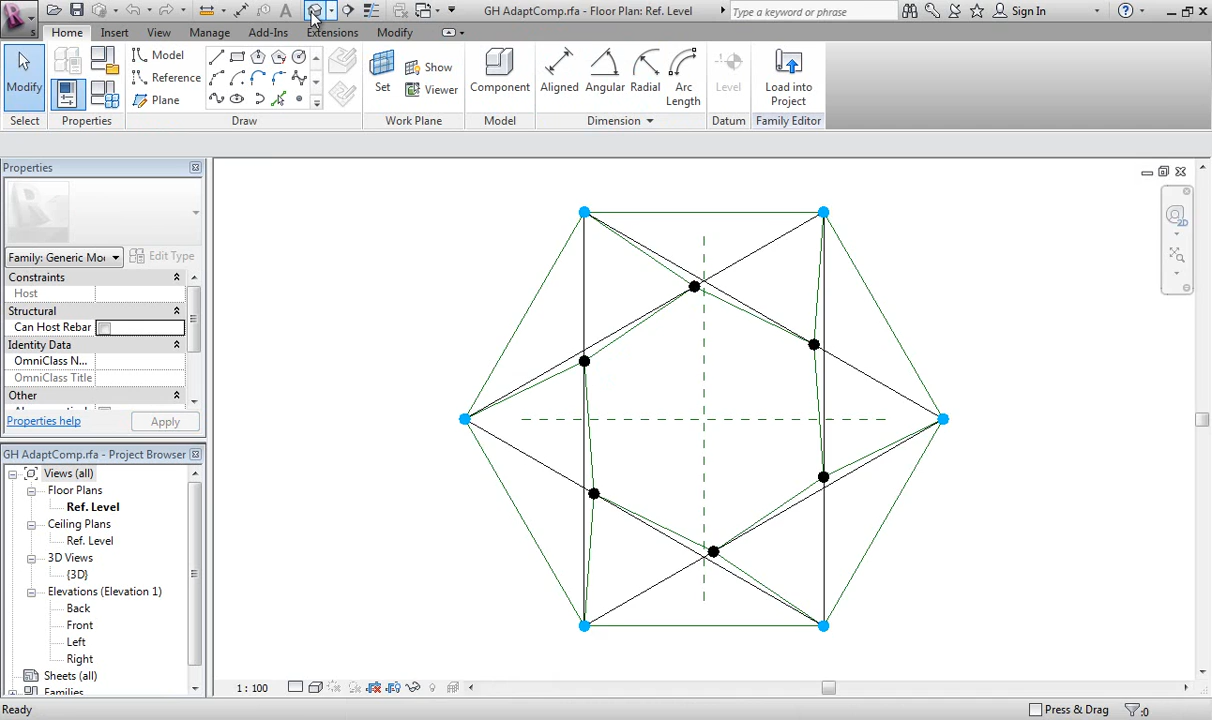 GH AdaptComp.rfa - Floor Plan: Ref. Level
Type a keyword or phrase
Sign In
Home Insert View Manage Add-Ins Extensions Modify
Modify
Model
Reference
Plane
Set
Show
Viewer
Component
Aligned
Angular
Radial
Arc
Length
Level
Load into
Project
Select
Properties
Draw
Work Plane
Model
Dimension
Datum
Family Editor
Properties
Family: Generic Mod
Edit Type
Constraints
Host
Structural
Can Host Rebar
Identity Data
OmniClass N...
OmniClass Title
Other
Properties help
Apply
GH AdaptComp.rfa - Project Browser
Views (all)
Floor Plans
Ref. Level
Ceiling Plans
Ref. Level
3D Views
{3D}
Elevations (Elevation 1)
Back
Front
Left
Right
Sheets (all)
Families
2D
1 : 100
Ready
Press & Drag
:0